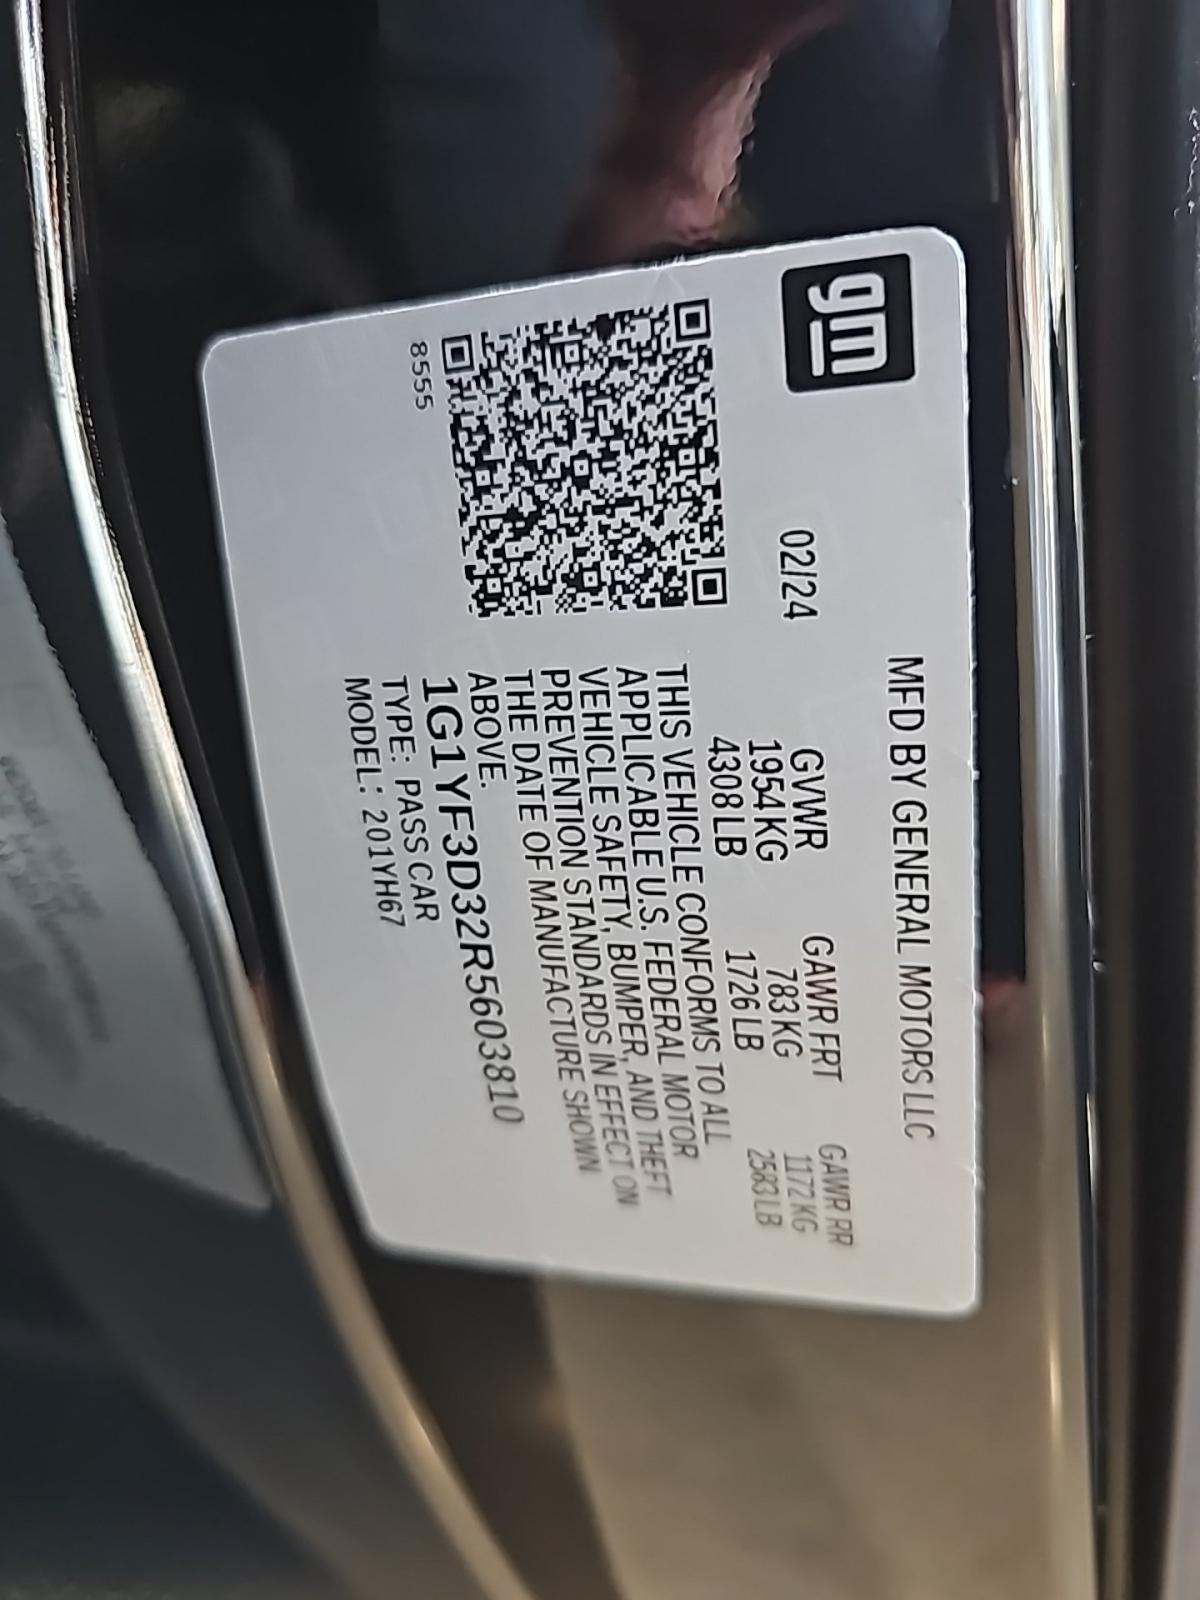 gm
MFD BY GENERAL MOTORS LLC
02/24
GVWR GAWR FRT GAWR RR
1954 KG 783 KG 1172 KG
4308 LB 1726 LB 2583 LB
THIS VEHICLE CONFORMS TO ALL
APPLICABLE U.S. FEDERAL MOTOR
VEHICLE SAFETY, BUMPER, AND THEFT
PREVENTION STANDARDS IN EFFECT ON
THE DATE OF MANUFACTURE SHOWN
ABOVE.
1G1YF3D32R5603810
TYPE: PASS CAR
MODEL: 201YH67
8555